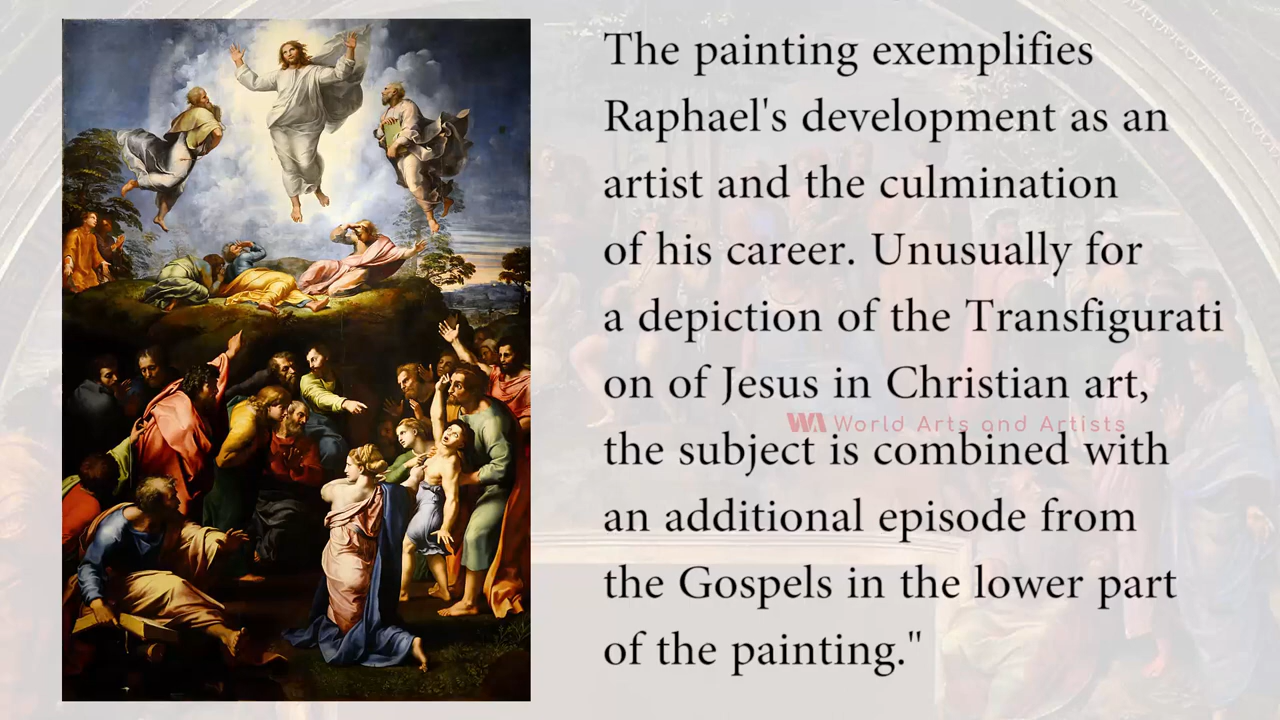 The painting exemplifies
Raphael's development as an
artist and the culmination
of his career. Unusually for
a depiction of the Transfigurati
on of Jesus in Christian art,
WA World Arts and Artists
the subject is combined with
an additional episode from
the Gospels in the lower part
of the painting."